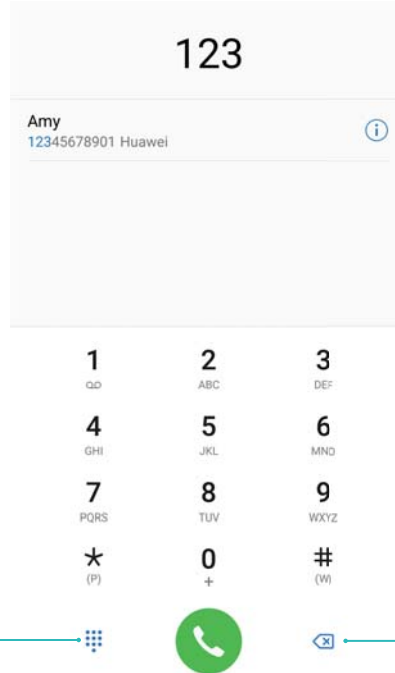 123
Amy
12345678901 Huawei
1 2 3
ABC DEF
4 5 6
GHI JKL MNO
7 8 9
PQRS TUV WXYZ
* 0 #
(P) + (W)